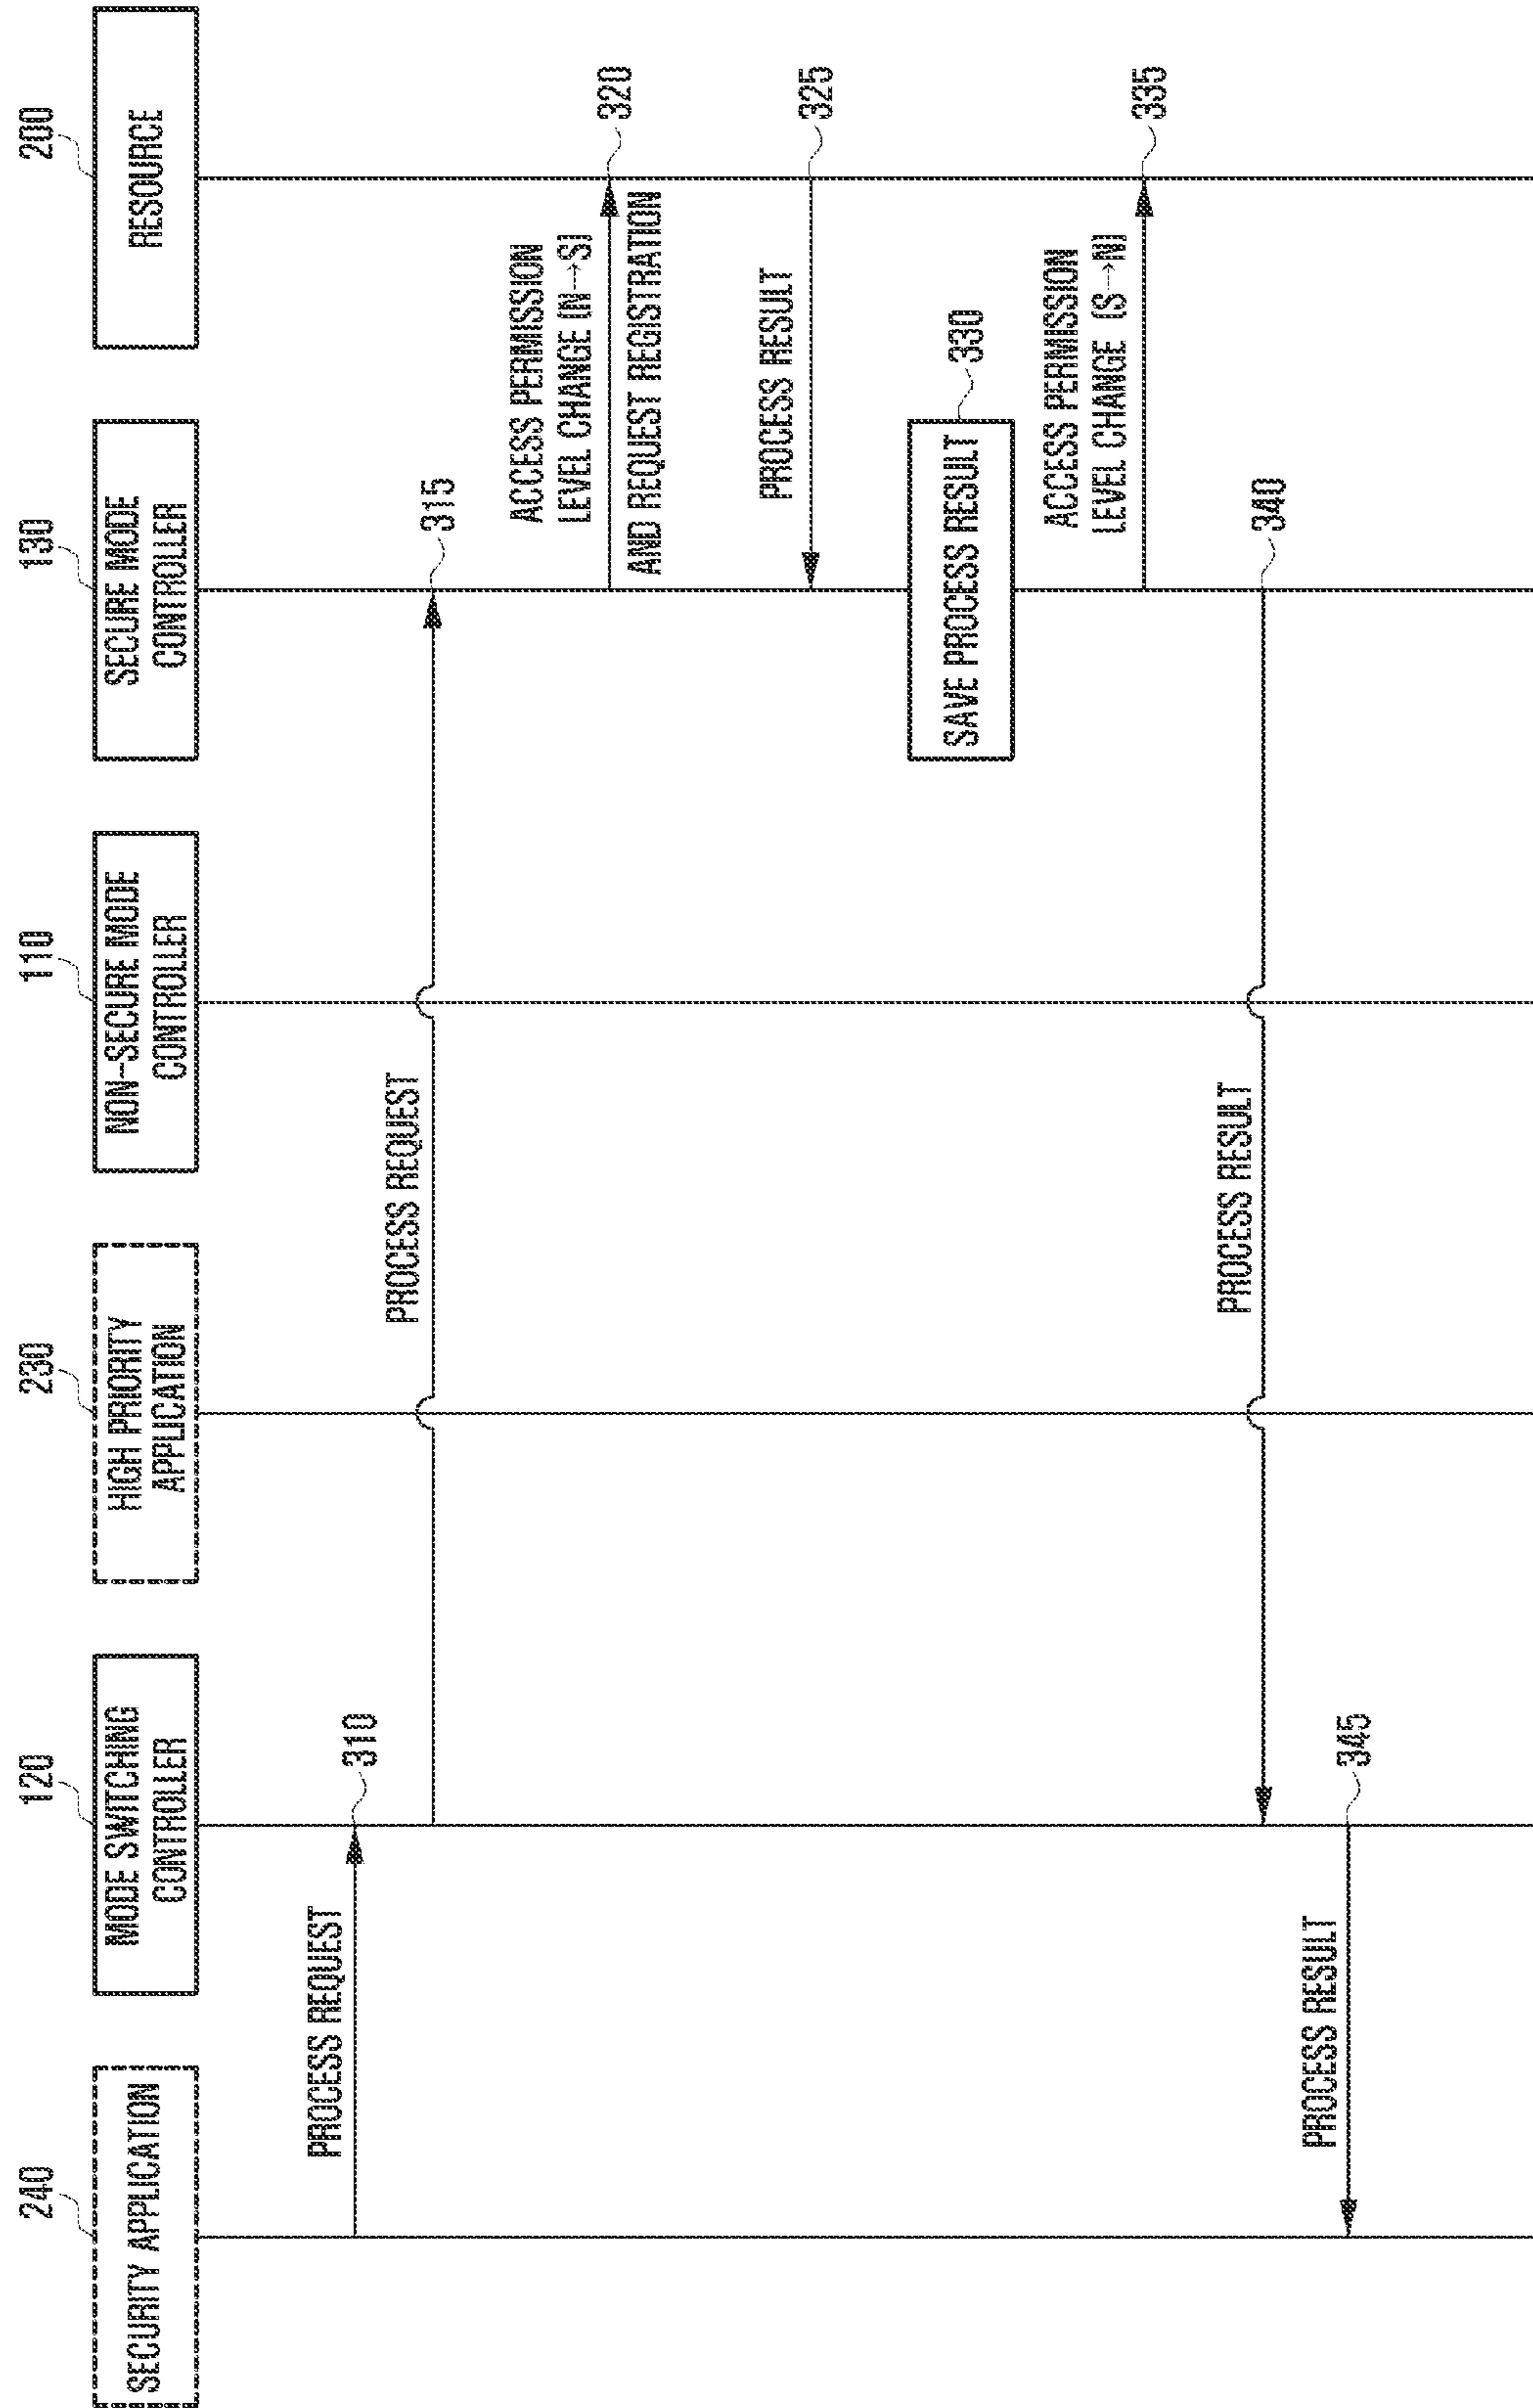 240
SECURITY APPLICATION
120
MODE SWITCHING
CONTROLLER
230
HIGH PRIORITY
APPLICATION
110
NON-SECURE MODE
CONTROLLER
130
SECURE MODE
CONTROLLER
200
RESOURCE
PROCESS REQUEST
310
PROCESS REQUEST
315
ACCESS PERMISSION
LEVEL CHANGE (N→S)
320
AND REQUEST REGISTRATION
PROCESS RESULT
325
SAVE PROCESS RESULT
330
ACCESS PERMISSION
LEVEL CHANGE (S→N)
335
PROCESS RESULT
340
PROCESS RESULT
345